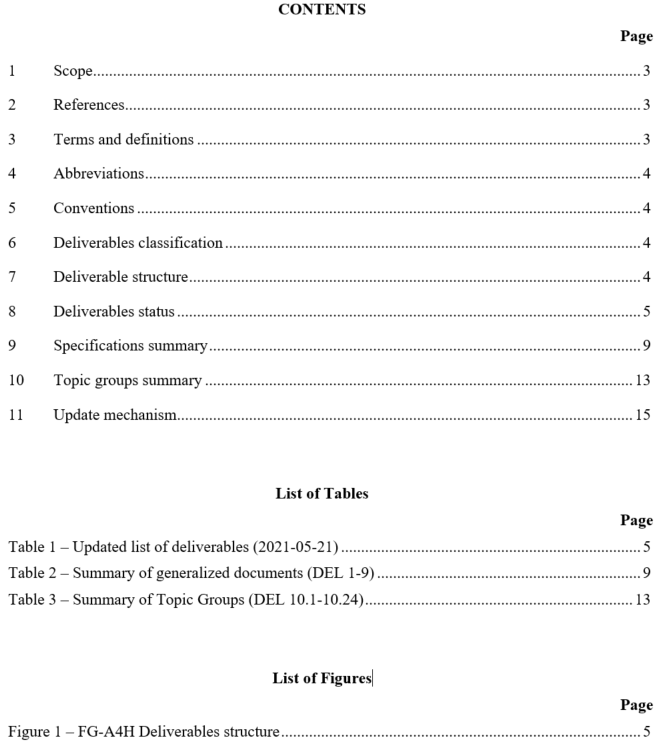 CONTENTS
Page
1 Scope 3
2 References 3
3 Terms and definitions 3
4 Abbreviations 4
5 Conventions 4
6 Deliverables classification 4
7 Deliverable structure 4
8 Deliverables status 5
9 Specifications summary 9
10 Topic groups summary 13
11 Update mechanism 15
List of Tables
Page
Table 1 – Updated list of deliverables (2021-05-21) 5
Table 2 – Summary of generalized documents (DEL 1-9) 9
Table 3 – Summary of Topic Groups (DEL 10.1-10.24) 13
List of Figures
Page
Figure 1 – FG-A4H Deliverables structure 5